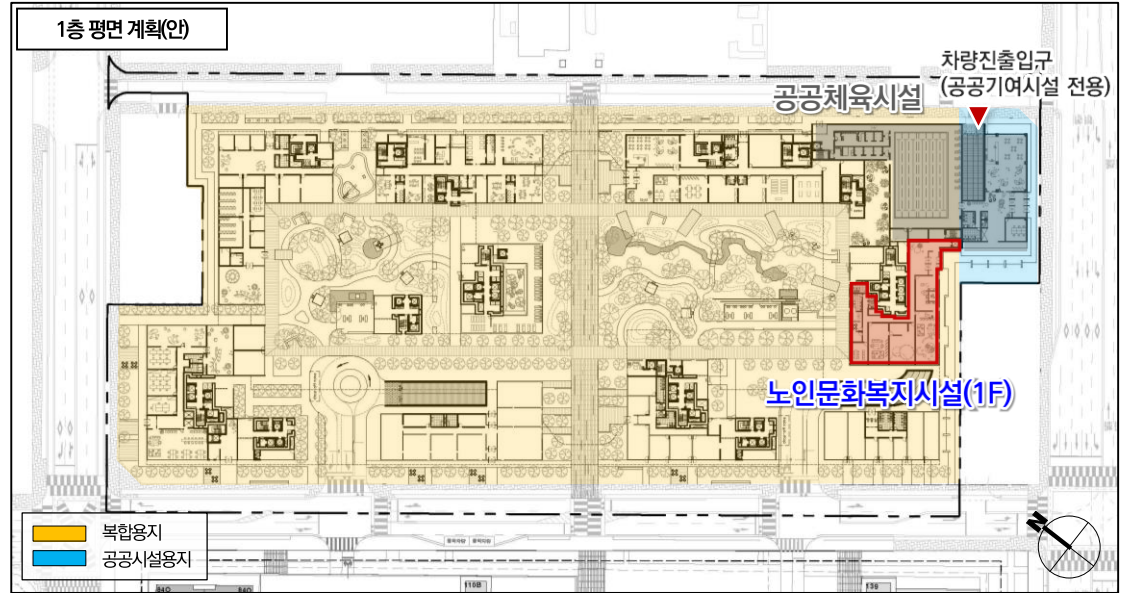 1층 평면 계획(안)
차량진출입구
(공공기여시설 전용)
공공체육시설
노인문화복지시설(1F)
복합용지
공공시설용지
N